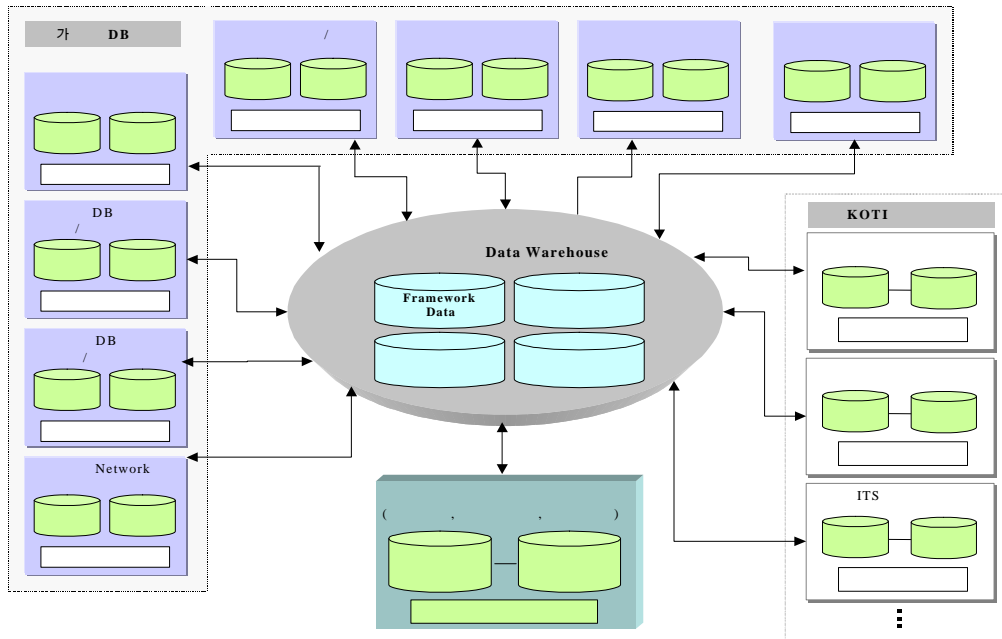 가 DB
/
DB
/
DB
/
Network
Data Warehouse
Framework
Data
( , , )
KOTI
ITS